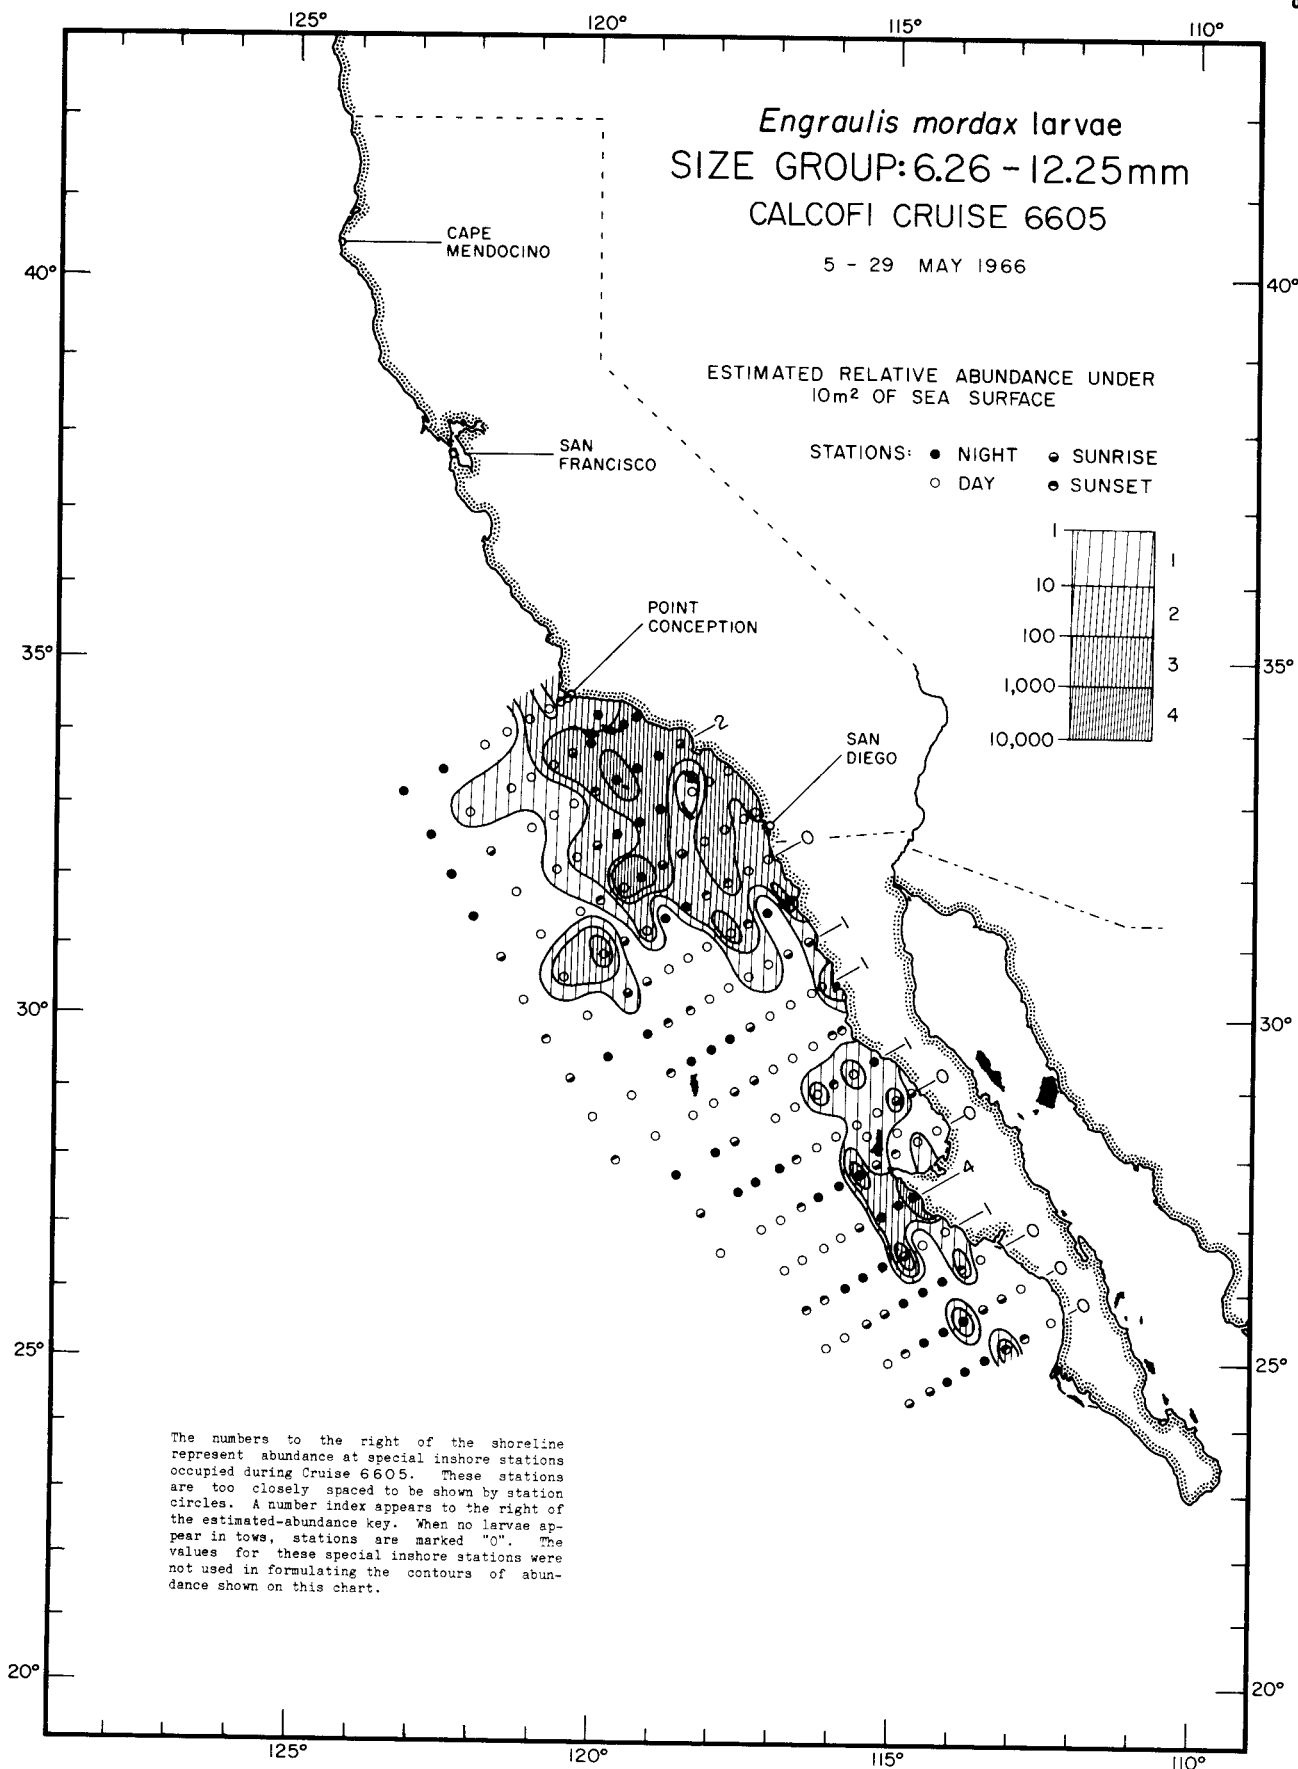 125°
120°
115°
110°
Engraulis mordax larvae
SIZE GROUP: 6.26 - 12.25mm
CALCOFI CRUISE 6605
5 - 29 MAY 1966
CAPE
MENDOCINO
40°
40°
ESTIMATED RELATIVE ABUNDANCE UNDER
10m² OF SEA SURFACE
STATIONS: ● NIGHT ◒ SUNRISE
○ DAY ◓ SUNSET
SAN
FRANCISCO
1
10
100
1,000
10,000
1
2
3
4
POINT
CONCEPTION
35°
35°
2
SAN
DIEGO
0
1
1
30°
30°
1
0
0
4
1
0
0
0
25°
25°
The numbers to the right of the shoreline
represent abundance at special inshore stations
occupied during Cruise 6605. These stations
are too closely spaced to be shown by station
circles. A number index appears to the right of
the estimated-abundance key. When no larvae ap-
pear in tows, stations are marked "0". The
values for these special inshore stations were
not used in formulating the contours of abun-
dance shown on this chart.
20°
20°
125°
120°
115°
110°